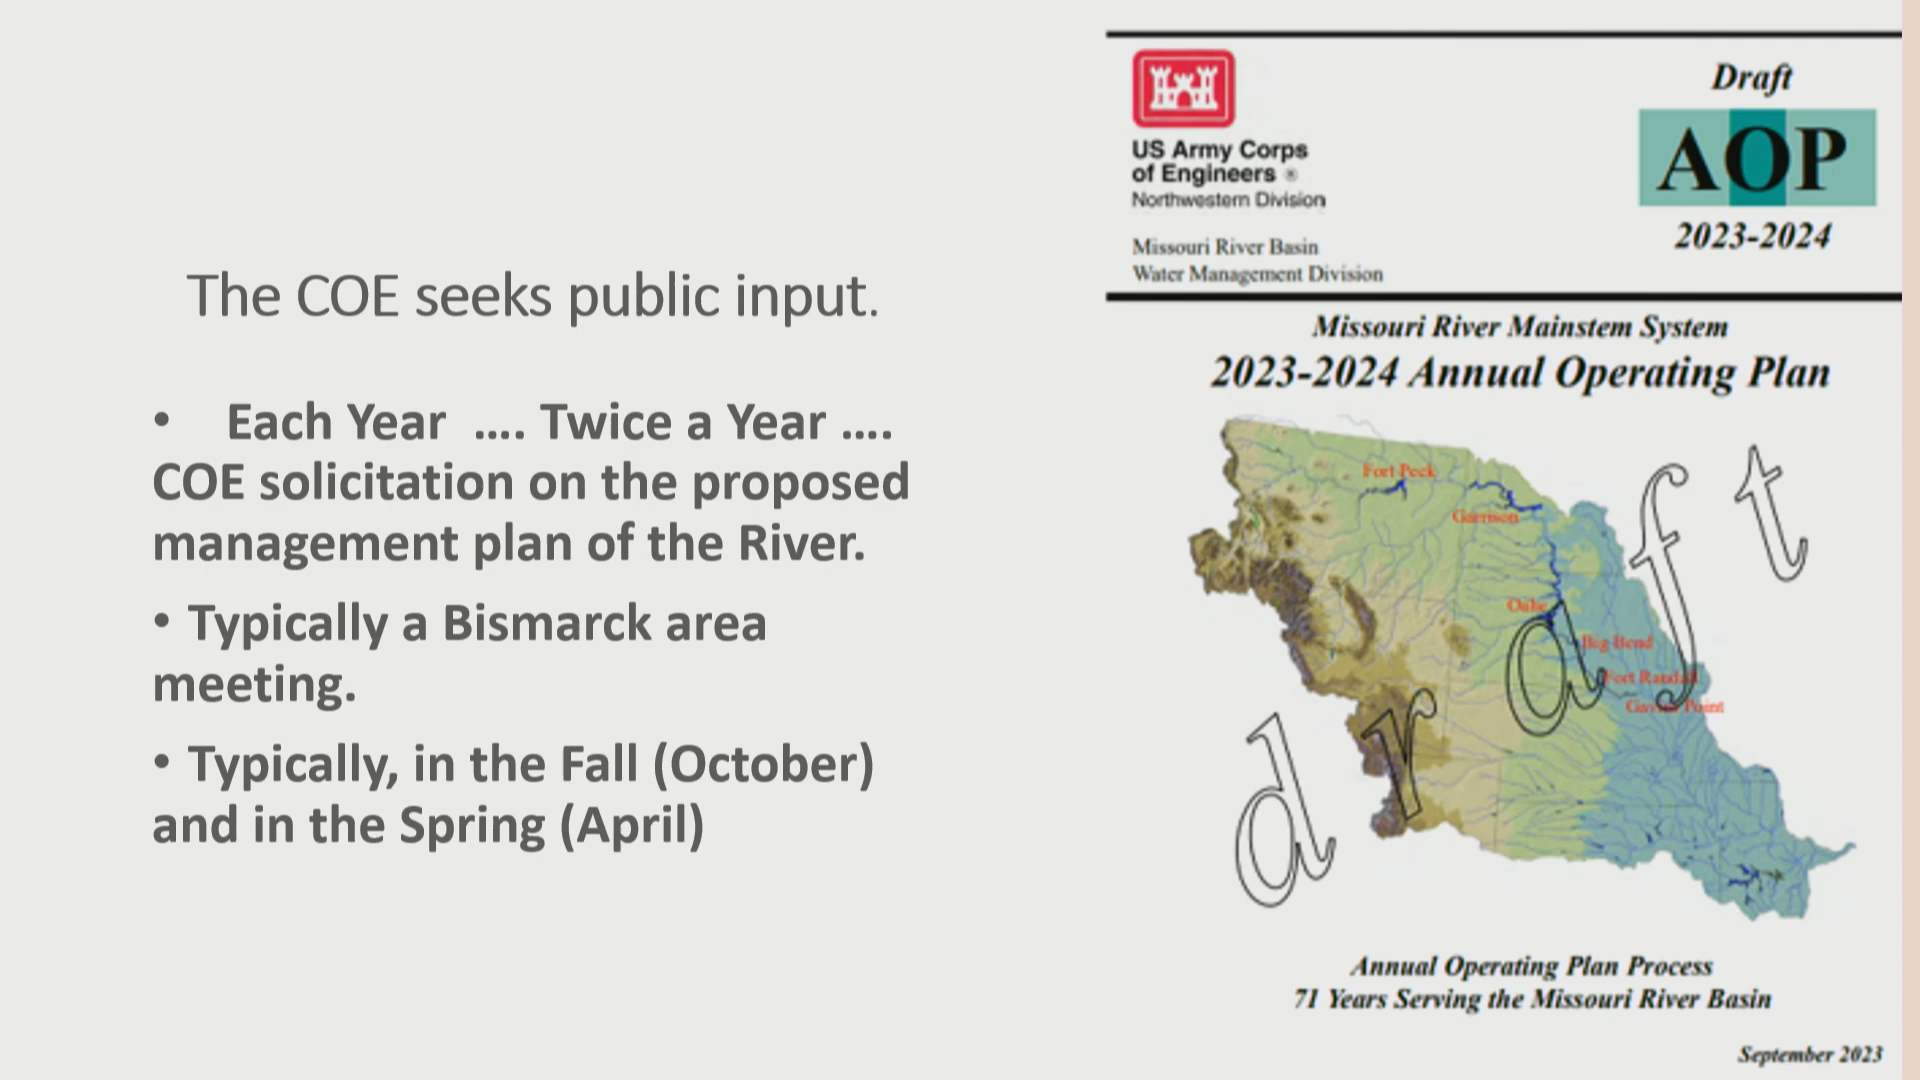 The COE seeks public input.
• Each Year .... Twice a Year ....
COE solicitation on the proposed
management plan of the River.
• Typically a Bismarck area
meeting.
• Typically, in the Fall (October)
and in the Spring (April)
US Army Corps
of Engineers ®
Northwestern Division
Missouri River Basin
Water Management Division
Draft
AOP
2023-2024
Missouri River Mainstem System
2023-2024 Annual Operating Plan
Fort Peck
Garrison
Oahe
Big Bend
Fort Randall
Gavins Point
draft
Annual Operating Plan Process
71 Years Serving the Missouri River Basin
September 2023